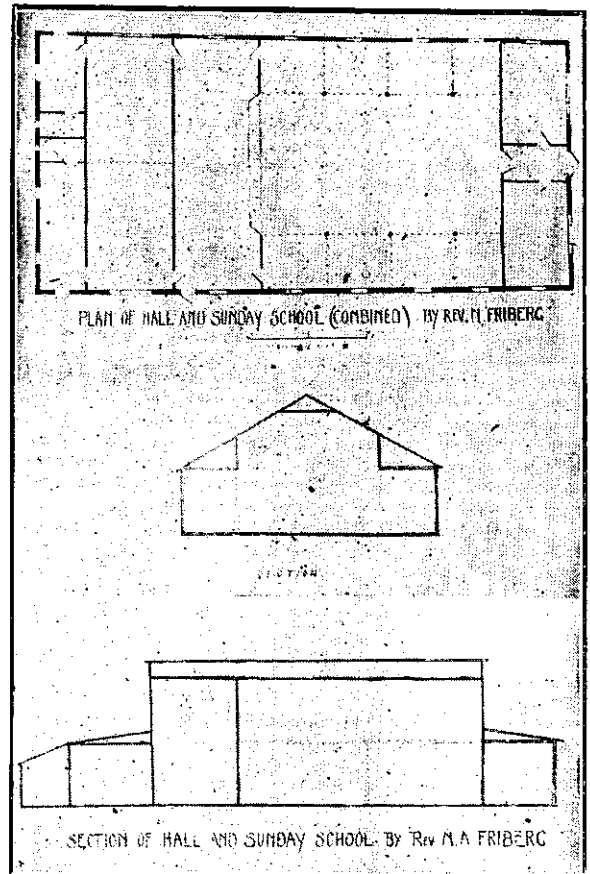 PLAN OF HALL AND SUNDAY SCHOOL (COMBINED) BY REV. N. FRIBERG
SECTION
SECTION OF HALL AND SUNDAY SCHOOL. BY Rev N. A FRIBERG